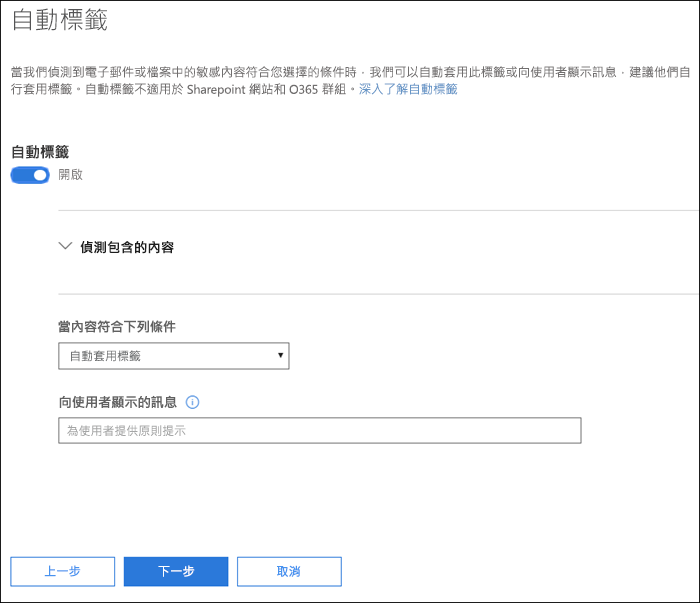 自動標籤
當我們偵測到電子郵件或檔案中的敏感內容符合您選擇的條件時，我們可以自動套用此標籤或向使用者顯示訊息，建議他們自
行套用標籤。自動標籤不適用於 Sharepoint 網站和 O365 群組。深入了解自動標籤
自動標籤
開啟
偵測包含的內容
當內容符合下列條件
自動套用標籤
向使用者顯示的訊息
為使用者提供原則提示
上一步 下一步 取消